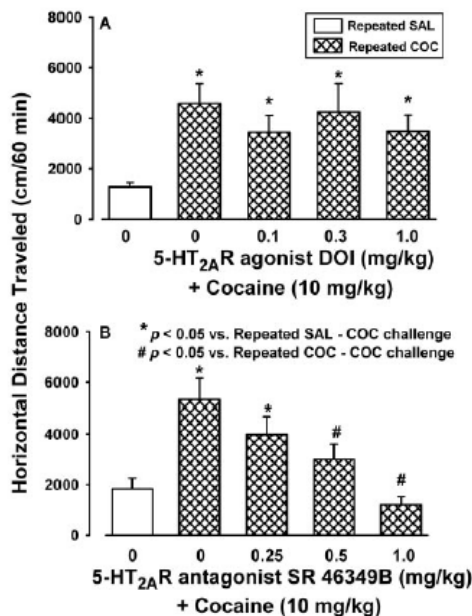 A
Repeated SAL
Repeated COC
8000
6000
4000
2000
0
*
*
*
*
0 0 0.1 0.3 1.0
5-HT2AR agonist DOI (mg/kg)
+ Cocaine (10 mg/kg)
Horizontal Distance Traveled (cm/60 min)
B
* p < 0.05 vs. Repeated SAL - COC challenge
# p < 0.05 vs. Repeated COC - COC challenge
8000
6000
4000
2000
0
*
*
#
#
0 0 0.25 0.5 1.0
5-HT2AR antagonist SR 46349B (mg/kg)
+ Cocaine (10 mg/kg)